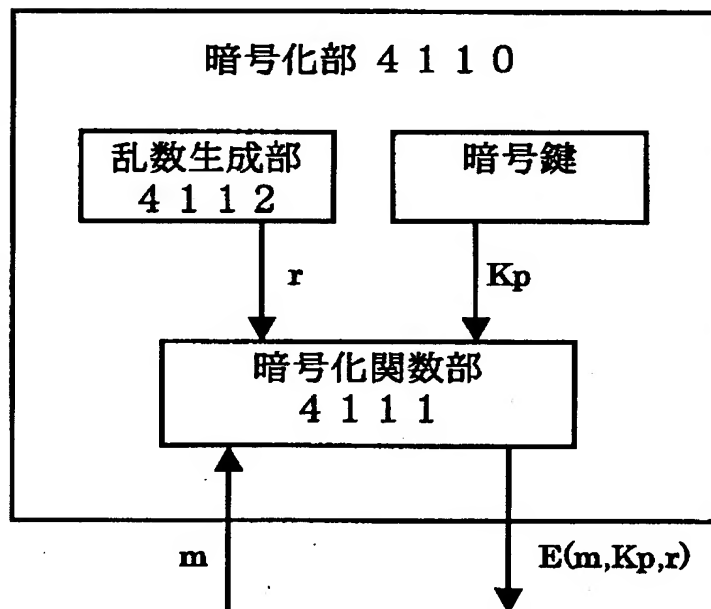 暗号化部 ４１１０
乱数生成部
４１１２
暗号鍵
r
Kp
暗号化関数部
４１１１
m
E(m,Kp,r)